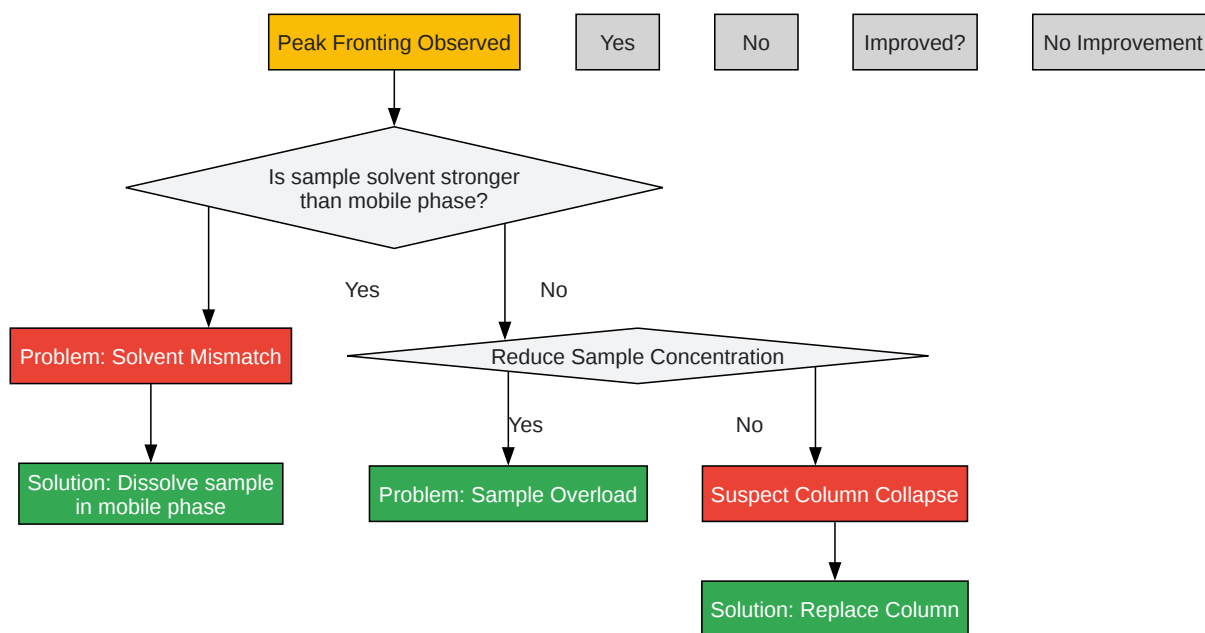 Peak Fronting Observed
Yes
No
Improved?
No Improvement
Is sample solvent stronger
than mobile phase?
Yes
No
Problem: Solvent Mismatch
Reduce Sample Concentration
Yes
No
Solution: Dissolve sample
in mobile phase
Problem: Sample Overload
Suspect Column Collapse
Solution: Replace Column